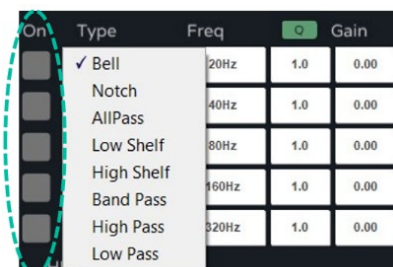 On Type Freq Q Gain
✓ Bell 20Hz 1.0 0.00
Notch
AllPass 40Hz 1.0 0.00
Low Shelf 80Hz 1.0 0.00
High Shelf
Band Pass 160Hz 1.0 0.00
High Pass 320Hz 1.0 0.00
Low Pass